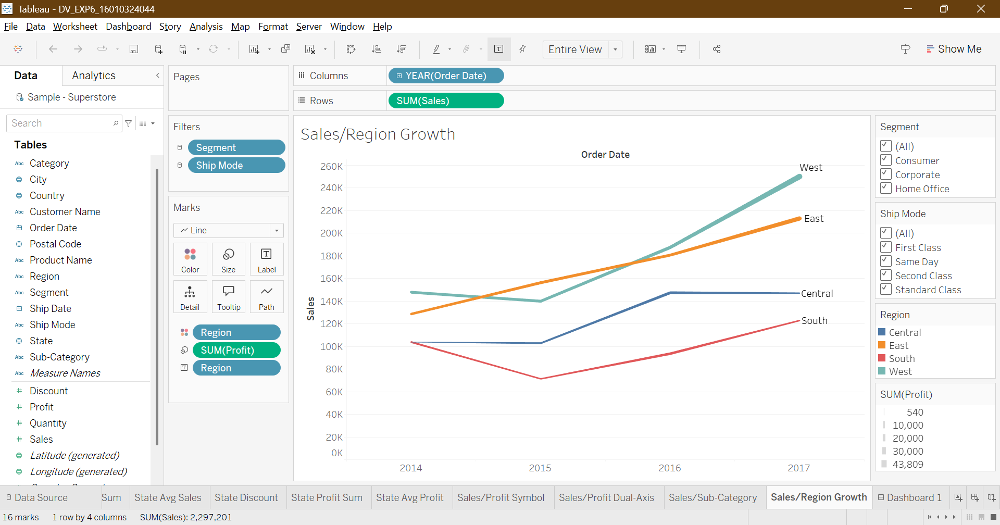 Tableau - DV_EXP6_16010324044
File Data Worksheet Dashboard Story Analysis Map Format Server Window Help
Entire View
Show Me
Data Analytics
Sample - Superstore
Search
Tables
Abc Category
City
Country
Abc Customer Name
Order Date
Postal Code
Abc Product Name
Abc Region
Abc Segment
Ship Date
Abc Ship Mode
State
Abc Sub-Category
Abc Measure Names
# Discount
# Profit
# Quantity
# Sales
Latitude (generated)
Longitude (generated)
Pages
Filters
Segment
Ship Mode
Marks
Line
Color Size Label
Detail Tooltip Path
Region
SUM(Profit)
Region
Columns YEAR(Order Date)
Rows SUM(Sales)
Sales/Region Growth
Order Date
Sales
260K
240K
220K
200K
180K
160K
140K
120K
100K
80K
60K
40K
20K
0K
West
East
Central
South
2014 2015 2016 2017
Segment
(All)
Consumer
Corporate
Home Office
Ship Mode
(All)
First Class
Same Day
Second Class
Standard Class
Region
Central
East
South
West
SUM(Profit)
540
10,000
20,000
30,000
43,809
Data Source Sum State Avg Sales State Discount State Profit Sum State Avg Profit Sales/Profit Symbol Sales/Profit Dual-Axis Sales/Sub-Category Sales/Region Growth Dashboard 1
16 marks 1 row by 4 columns SUM(Sales): 2,297,201